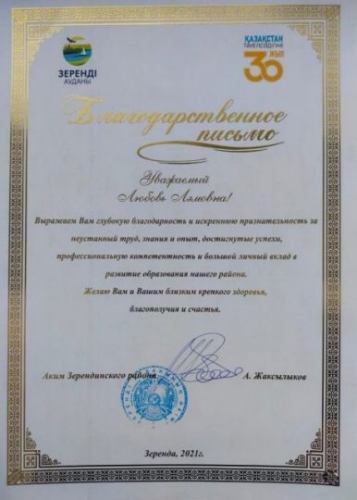 ЗЕРЕНДІ
АУДАНЫ
ҚАЗАҚСТАН
ТӘУЕЛСІЗДІГІНЕ
30 ЖЫЛ
Благодарственное
письмо
Уважаемый
Любовь Аимовна!
Выражаем Вам глубокую благодарность и искреннюю признательность за
неустанный труд, знания и опыт, достигнутые успехи,
профессиональную компетентность и большой личный вклад в
развитие образования нашего района.
Желаю Вам и Вашим близким крепкого здоровья,
благополучия и счастья.
Аким Зерендинского района
А. Жаксылыков
Зеренда, 2021г.